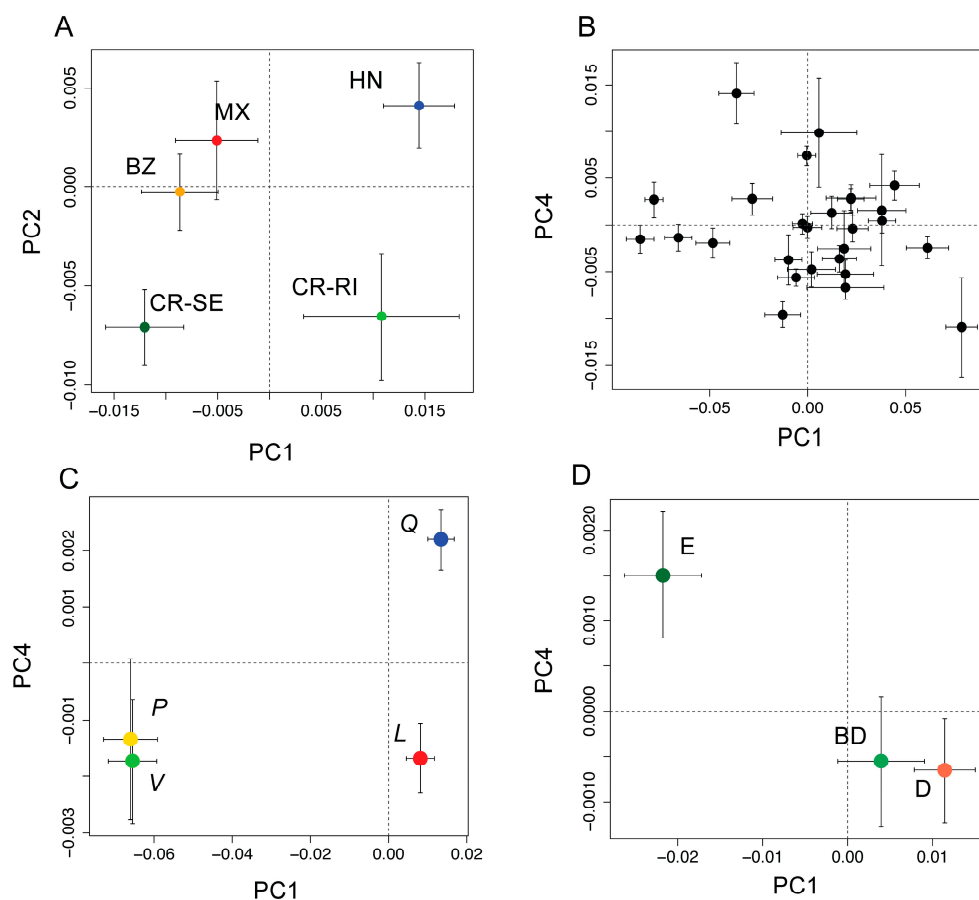 A
B
HN
MX
BZ
CR-SE
CR-RI
PC2
0.005
0.000
−0.005
−0.010
−0.015
−0.005
0.005
0.015
PC1
PC4
0.015
0.005
−0.005
−0.015
−0.05
0.00
0.05
PC1
C
D
Q
P
V
L
PC4
0.002
0.001
−0.001
−0.003
−0.06
−0.04
−0.02
0.00
0.02
PC1
E
BD
D
PC4
0.0020
0.0010
0.0000
−0.0010
−0.02
−0.01
0.00
0.01
PC1